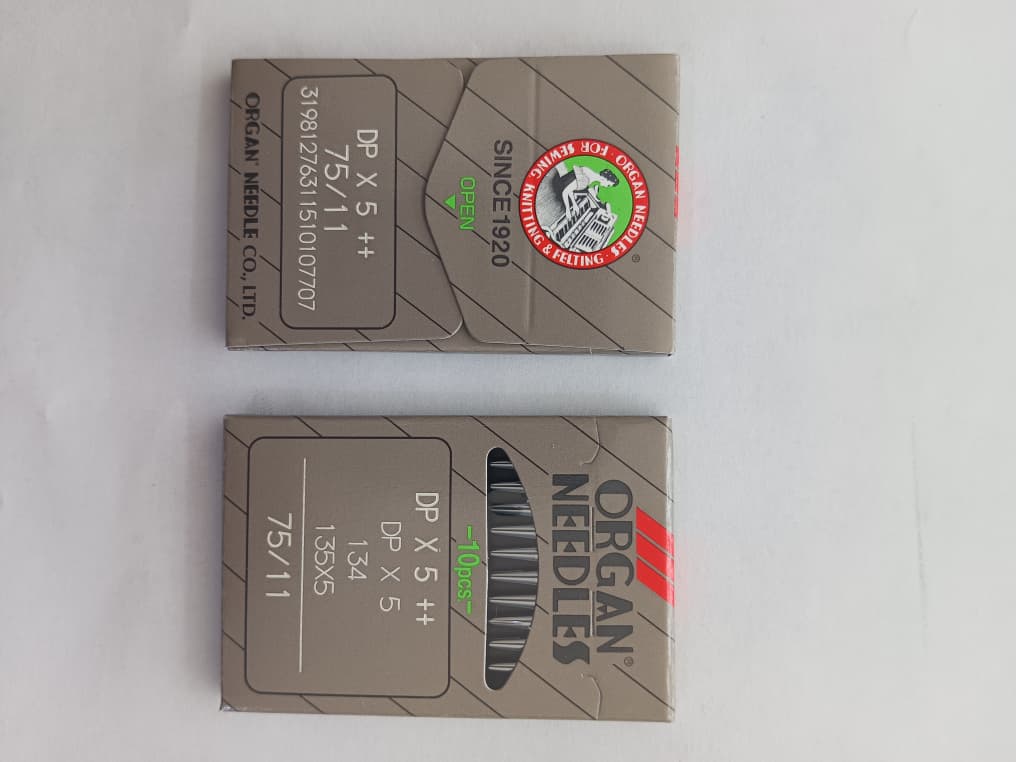 ORGAN NEEDLES · FOR SEWING, KNITTING & FELTING ·
®
SINCE 1920
OPEN
DP X 5 ++
75/11
31981276311510107707
ORGAN® NEEDLE CO., LTD.
ORGAN®
NEEDLES
-10pcs.-
DP X 5 ++
DP X 5
134
135X5
75/11